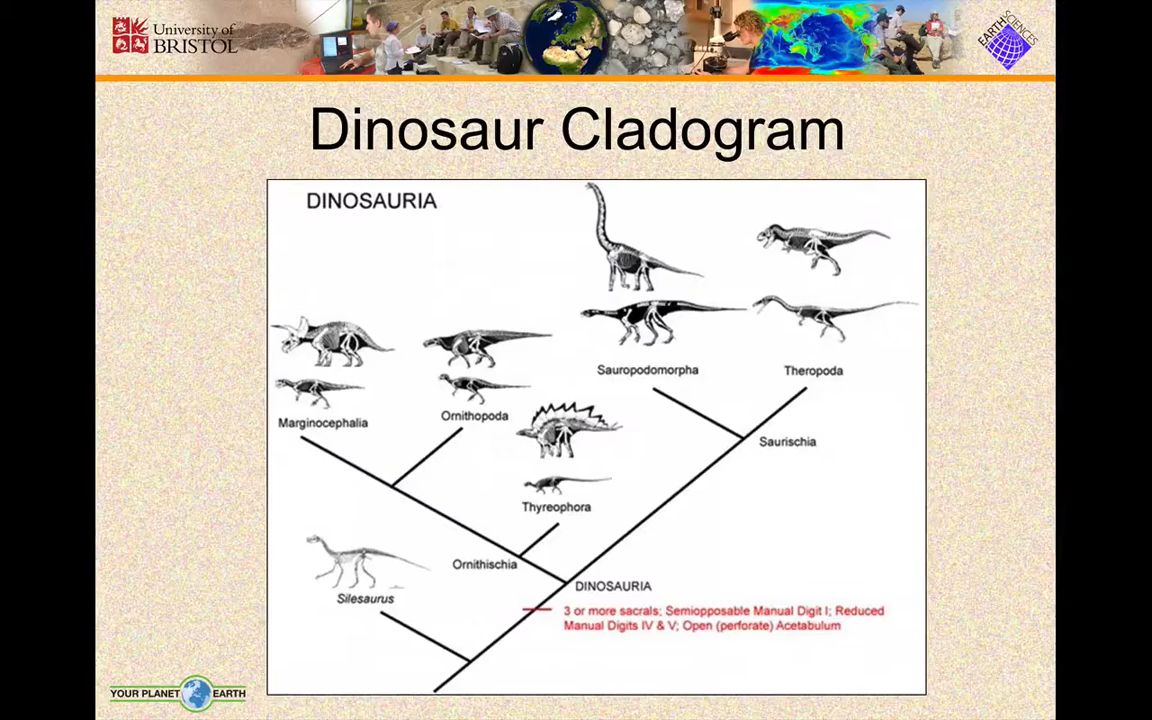 University of
BRISTOL
EARTH SCIENCES
Dinosaur Cladogram
DINOSAURIA
Sauropodomorpha
Theropoda
Marginocephalia
Ornithopoda
Saurischia
Thyreophora
Ornithischia
DINOSAURIA
Silesaurus
3 or more sacrals; Semiopposable Manual Digit I; Reduced
Manual Digits IV & V; Open (perforate) Acetabulum
YOUR PLANET EARTH